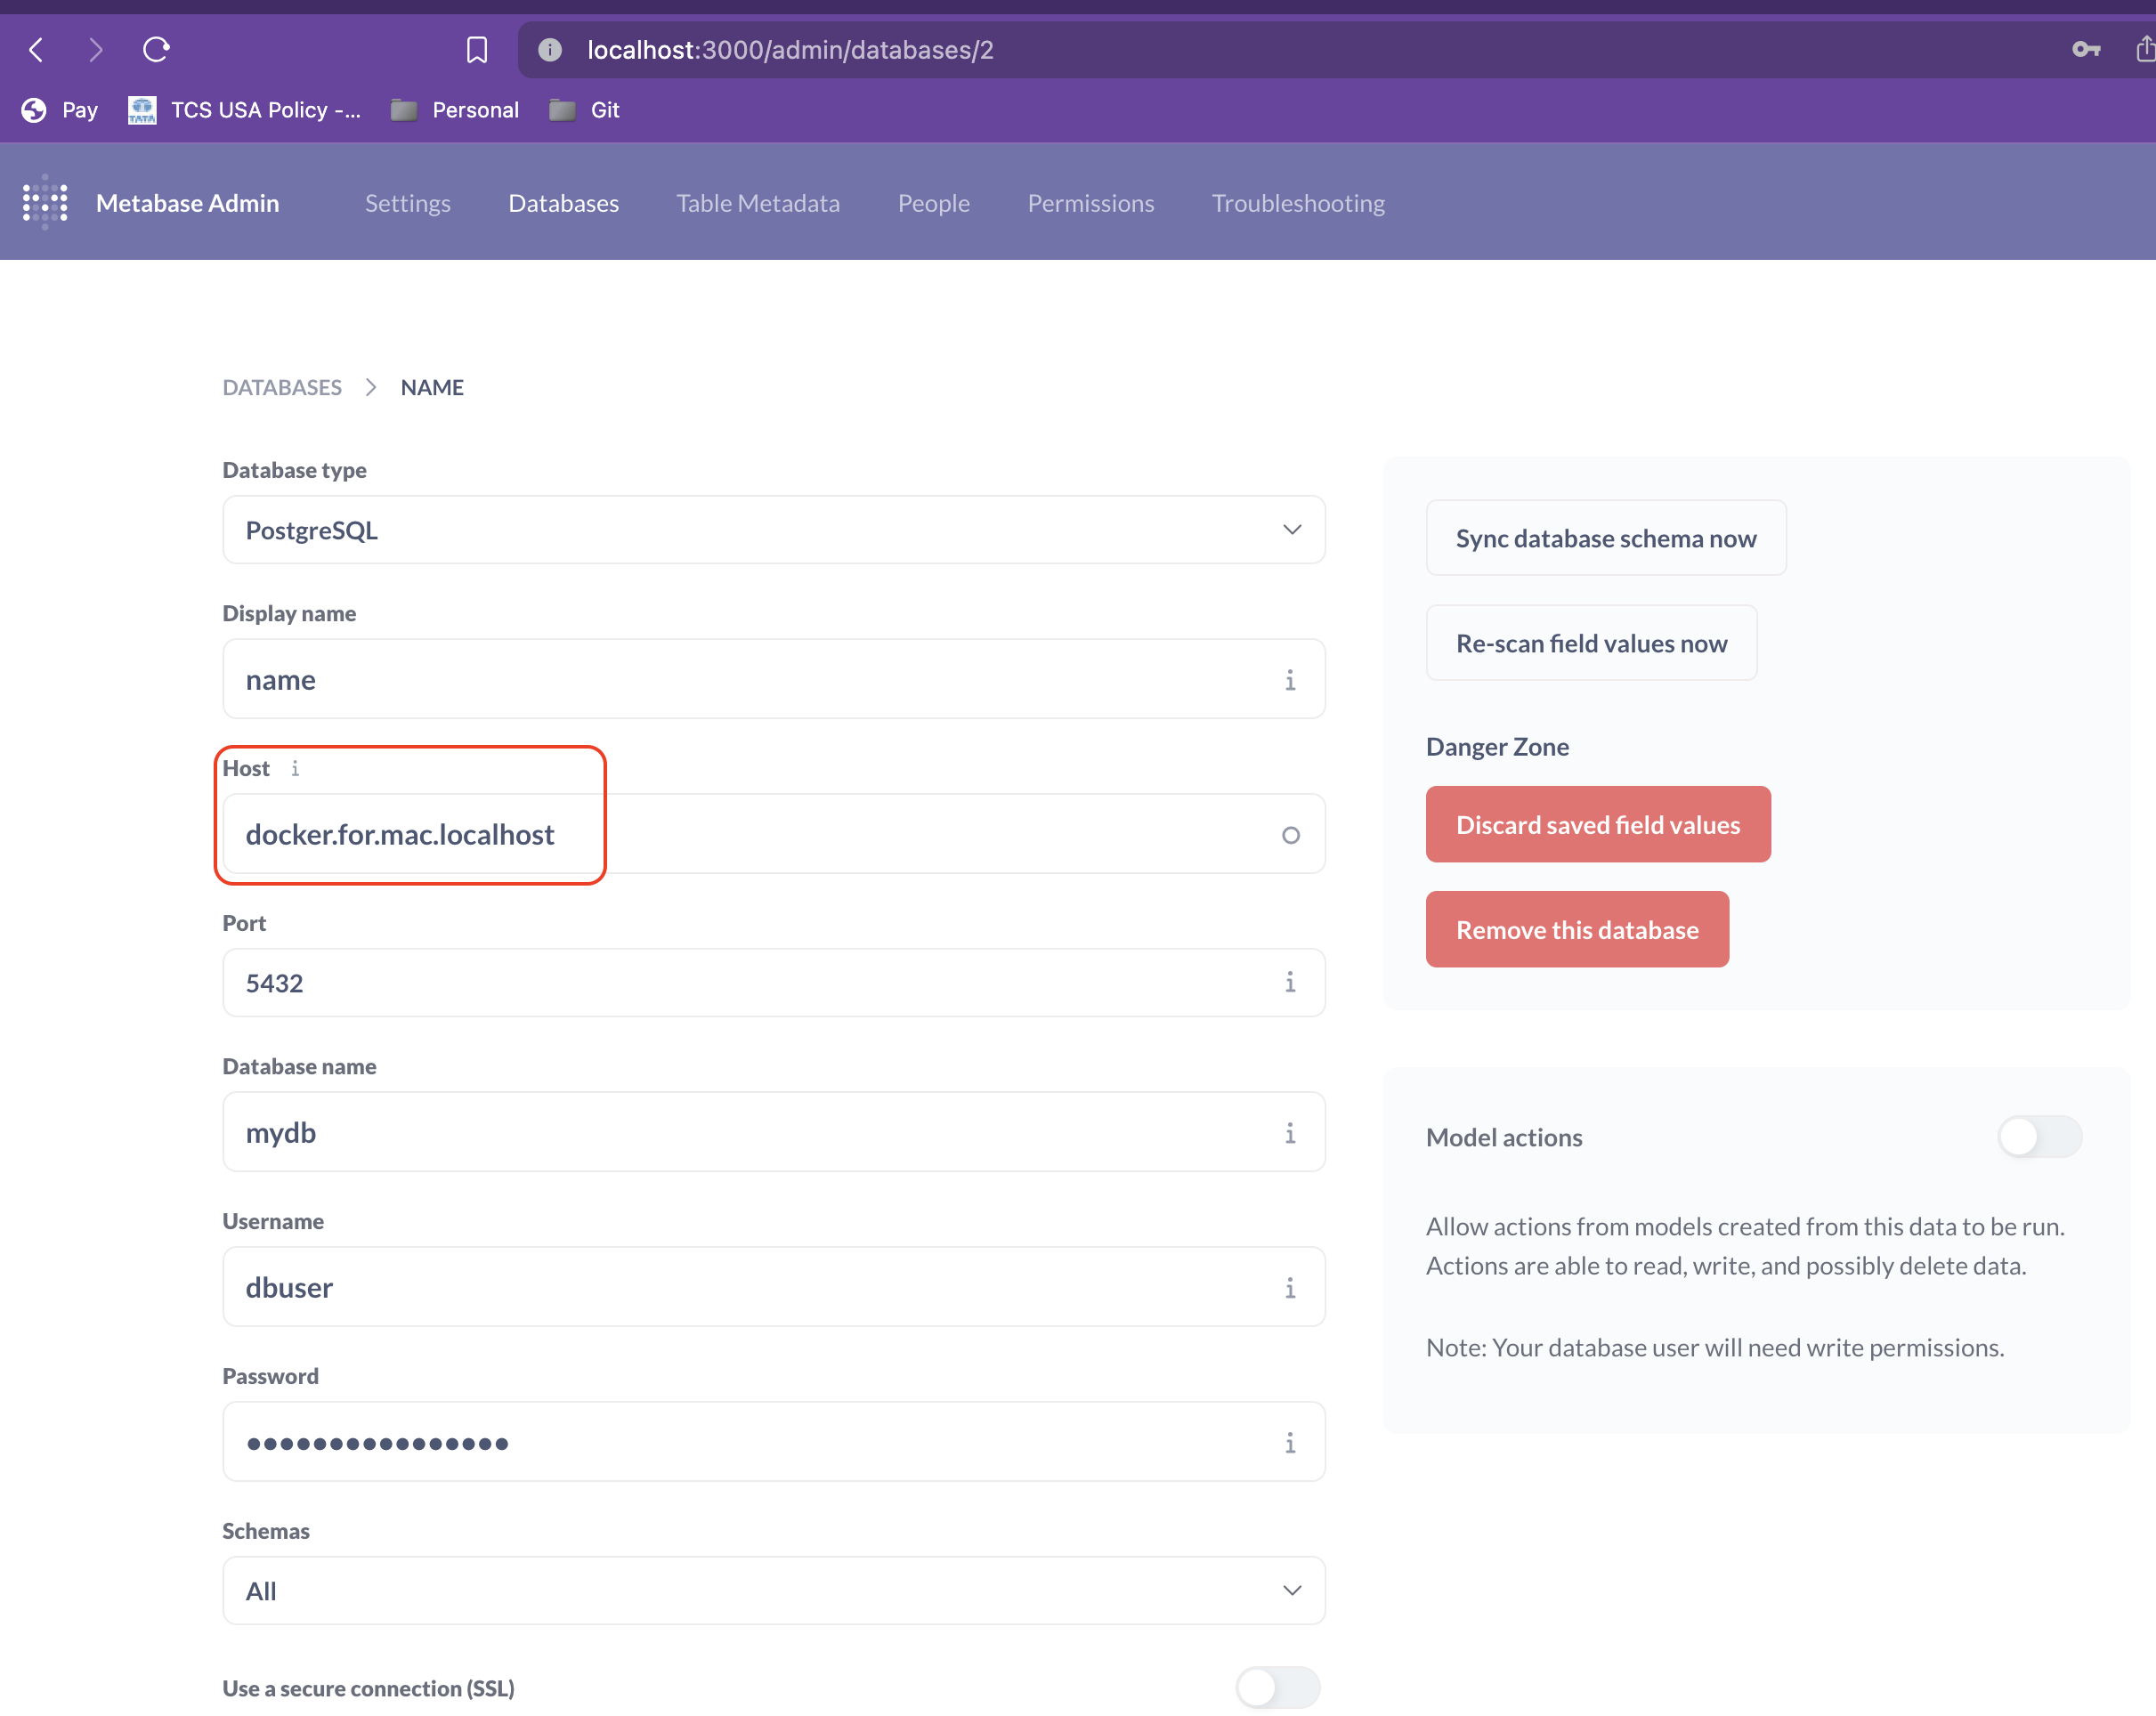 localhost:3000/admin/databases/2
Pay
TCS USA Policy -...
Personal
Git
Metabase Admin
Settings
Databases
Table Metadata
People
Permissions
Troubleshooting
DATABASES > NAME
Database type
PostgreSQL
Display name
name
Host
docker.for.mac.localhost
Port
5432
Database name
mydb
Username
dbuser
Password
••••••••••••••••
Schemas
All
Use a secure connection (SSL)
Sync database schema now
Re-scan field values now
Danger Zone
Discard saved field values
Remove this database
Model actions
Allow actions from models created from this data to be run.
Actions are able to read, write, and possibly delete data.
Note: Your database user will need write permissions.